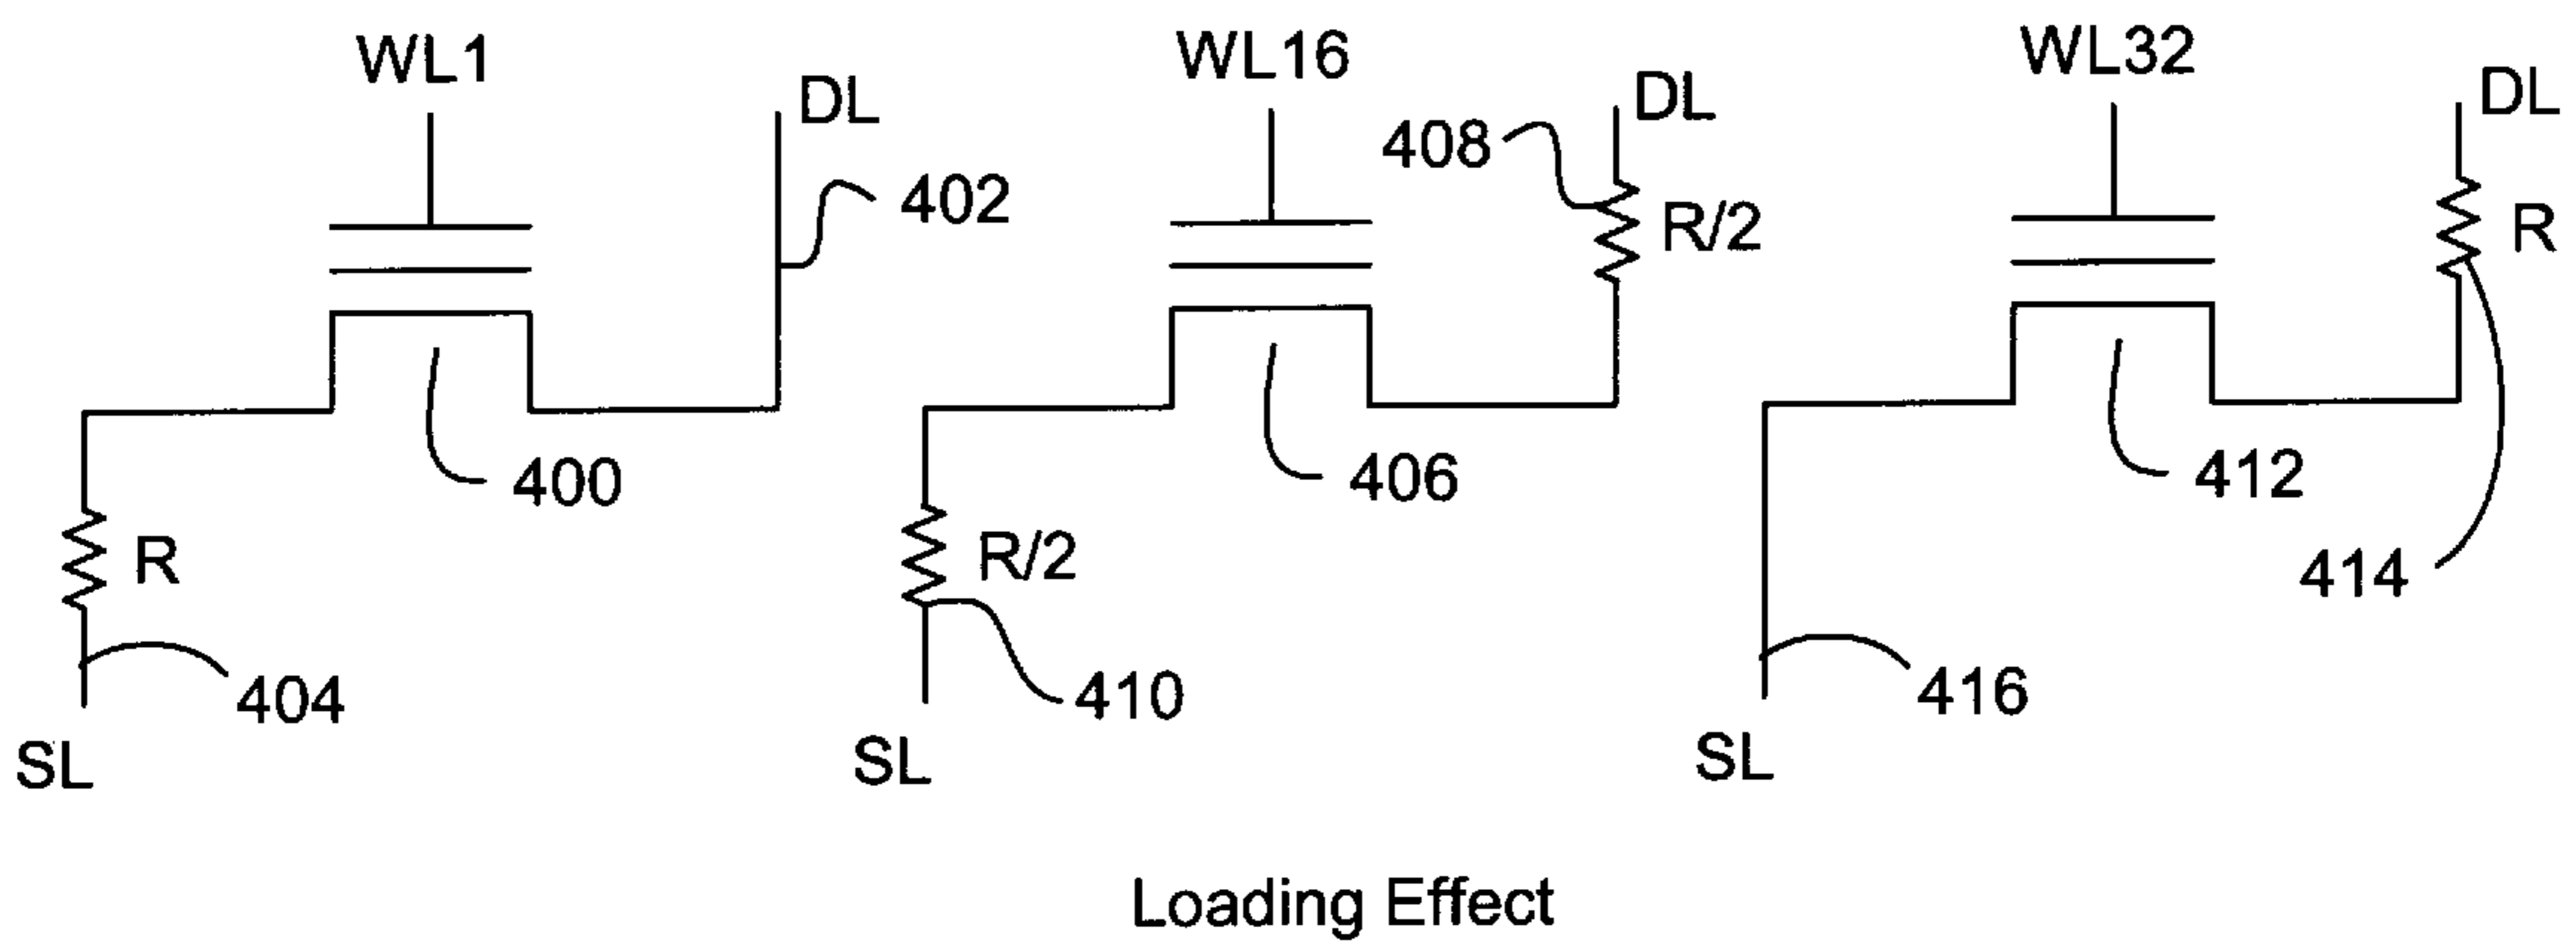 WL1
DL
402
400
R
404
SL
WL16
DL
408
R/2
406
R/2
410
SL
WL32
DL
R
412
414
416
SL
Loading Effect